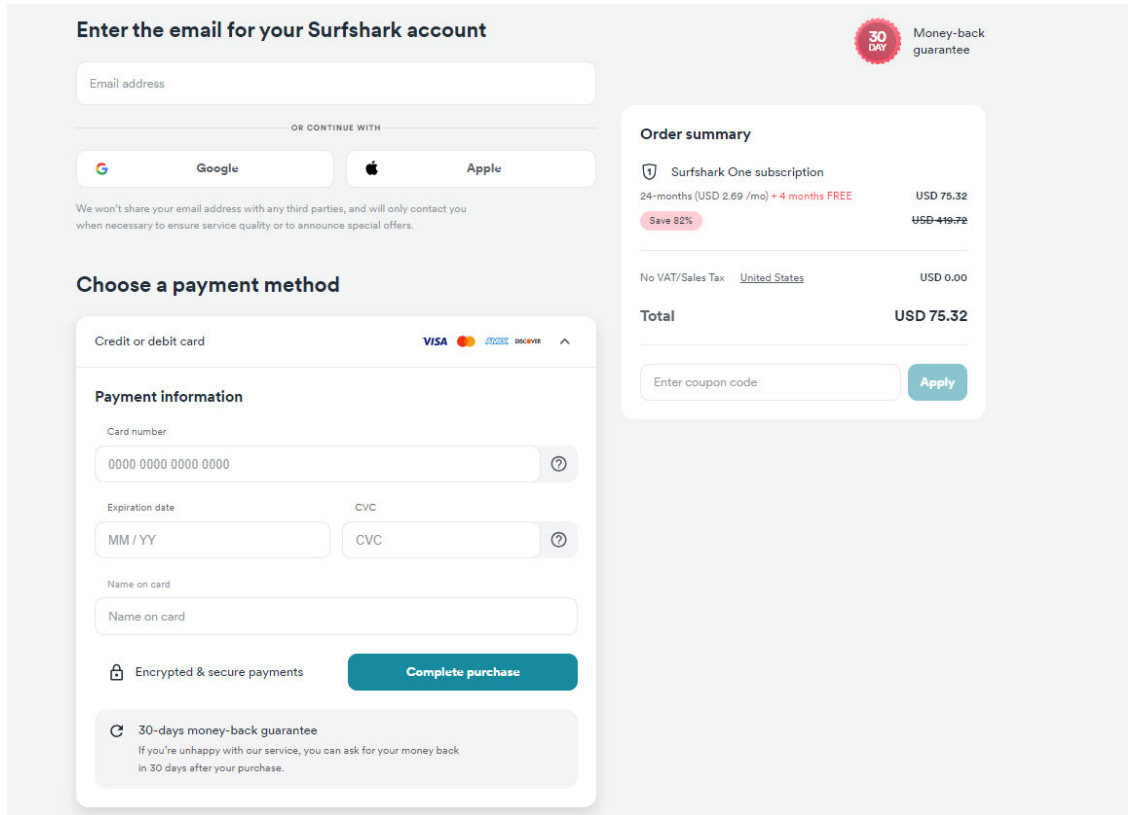 Enter the email for your Surfshark account
Email address
OR CONTINUE WITH
Google
Apple
We won't share your email address with any third parties, and will only contact you
when necessary to ensure service quality or to announce special offers.
Choose a payment method
Credit or debit card
VISA
AMEX
DISCOVER
Payment information
Card number
0000 0000 0000 0000
Expiration date
CVC
MM / YY
CVC
Name on card
Name on card
Encrypted & secure payments
Complete purchase
30-days money-back guarantee
If you're unhappy with our service, you can ask for your money back
in 30 days after your purchase.
30
DAY
Money-back
guarantee
Order summary
1
Surfshark One subscription
24-months (USD 2.69 /mo) + 4 months FREE
USD 75.32
Save 82%
USD 419.72
No VAT/Sales Tax
United States
USD 0.00
Total
USD 75.32
Enter coupon code
Apply